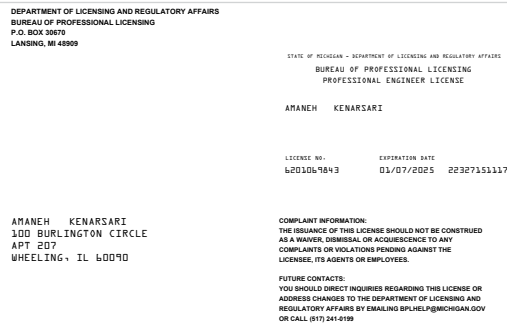 DEPARTMENT OF LICENSING AND REGULATORY AFFAIRS
BUREAU OF PROFESSIONAL LICENSING
P.O. BOX 30670
LANSING, MI 48909
STATE OF MICHIGAN - DEPARTMENT OF LICENSING AND REGULATORY AFFAIRS
BUREAU OF PROFESSIONAL LICENSING
PROFESSIONAL ENGINEER LICENSE
AMANEH KENARSARI
LICENSE NO. EXPIRATION DATE
6201069843 01/07/2025 22327151117
AMANEH KENARSARI
100 BURLINGTON CIRCLE
APT 207
WHEELING, IL 60090
COMPLAINT INFORMATION:
THE ISSUANCE OF THIS LICENSE SHOULD NOT BE CONSTRUED
AS A WAIVER, DISMISSAL OR ACQUIESCENCE TO ANY
COMPLAINTS OR VIOLATIONS PENDING AGAINST THE
LICENSEE, ITS AGENTS OR EMPLOYEES.
FUTURE CONTACTS:
YOU SHOULD DIRECT INQUIRIES REGARDING THIS LICENSE OR
ADDRESS CHANGES TO THE DEPARTMENT OF LICENSING AND
REGULATORY AFFAIRS BY EMAILING BPLHELP@MICHIGAN.GOV
OR CALL (517) 241-0199